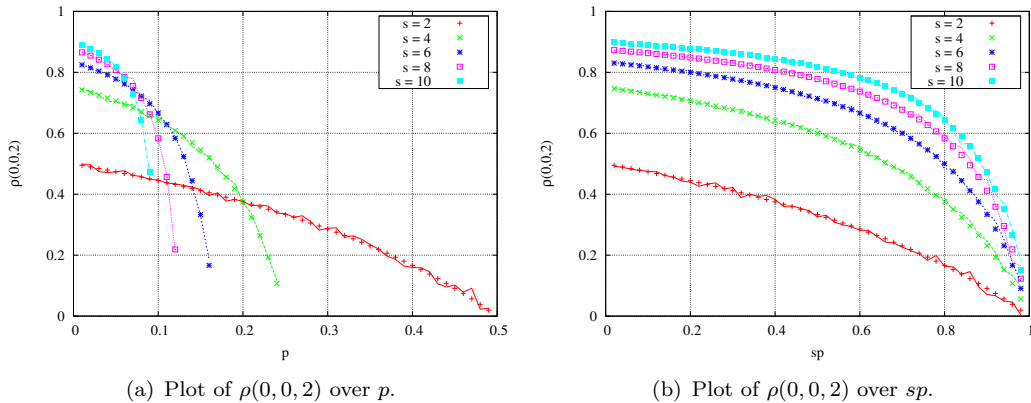 ρ(0,0,2)
1
0.8
0.6
0.4
0.2
0
0 0.1 0.2 0.3 0.4 0.5
p
s = 2
s = 4
s = 6
s = 8
s = 10
(a) Plot of ρ(0, 0, 2) over p.
ρ(0,0,2)
1
0.8
0.6
0.4
0.2
0
0 0.2 0.4 0.6 0.8 1
sp
s = 2
s = 4
s = 6
s = 8
s = 10
(b) Plot of ρ(0, 0, 2) over sp.